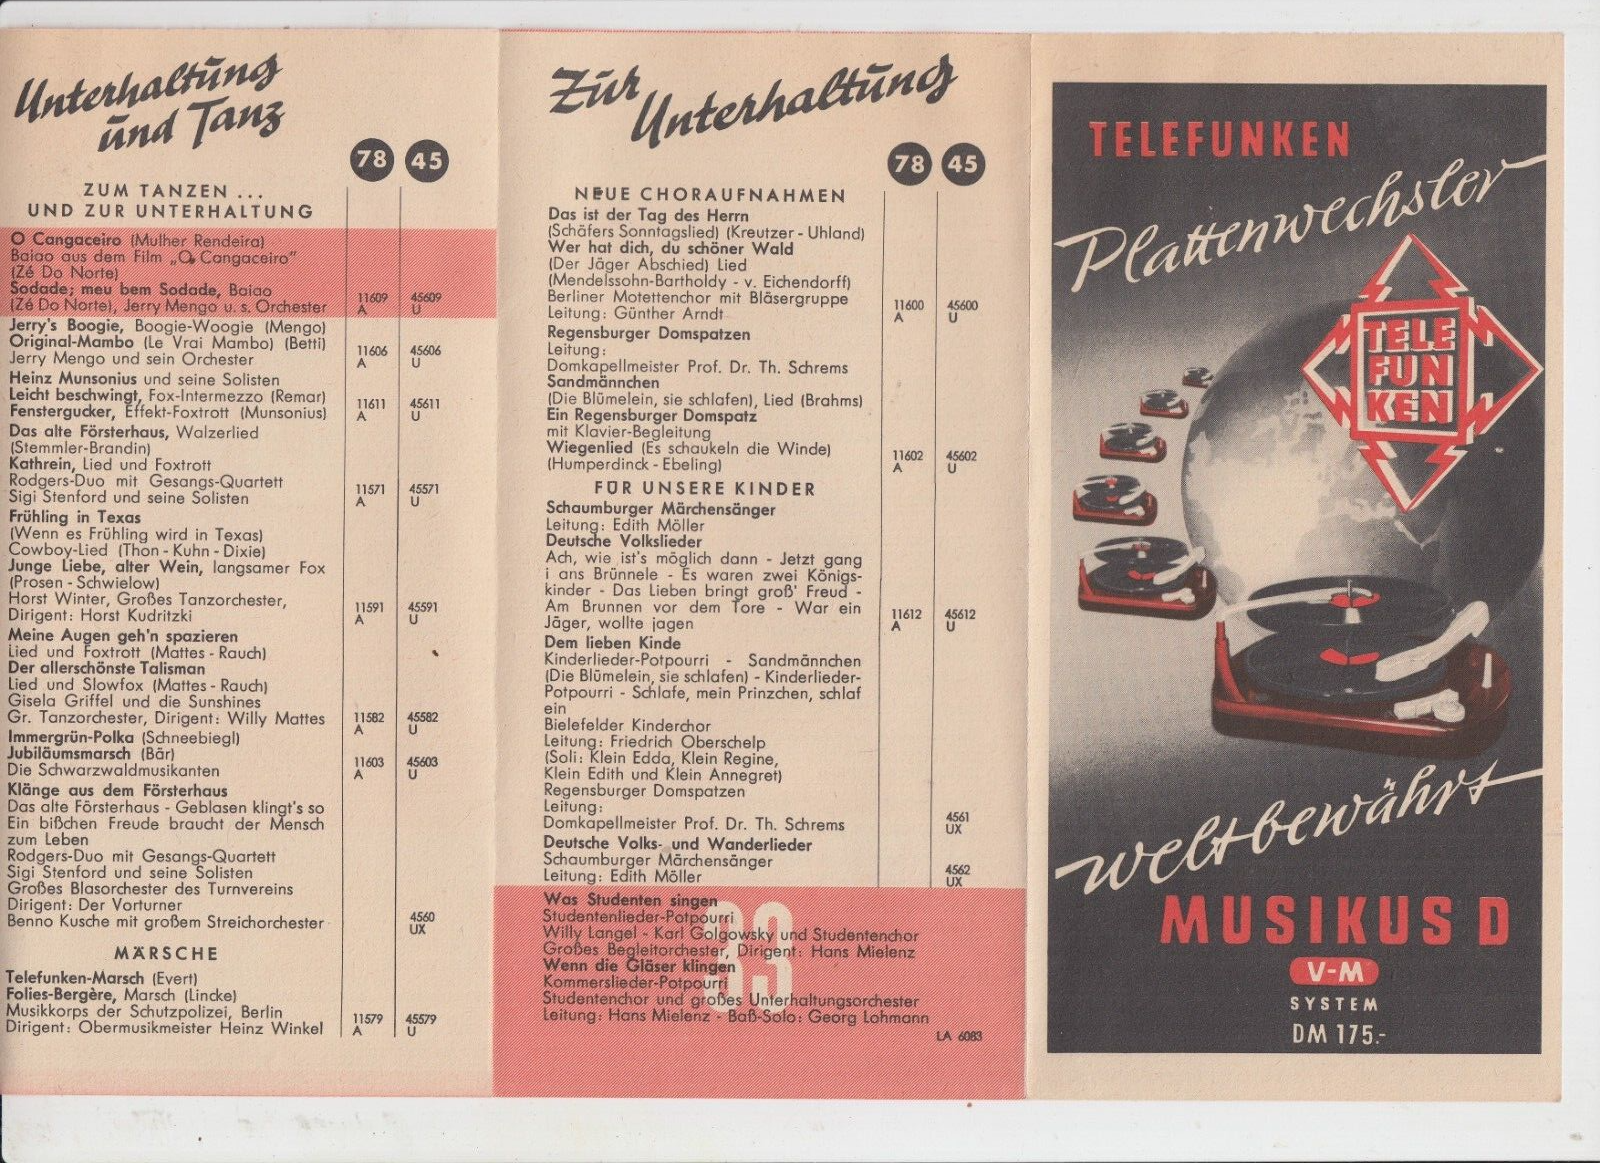 Unterhaltung
und Tanz
78 45
ZUM TANZEN ...
UND ZUR UNTERHALTUNG
O Cangaceiro (Mulher Rendeira)
Baiao aus dem Film „O Cangaceiro"
(Zé Do Norte)
Sodade; meu bem Sodade, Baiao
(Zé Do Norte), Jerry Mengo u. s. Orchester 11609 A 45609 U
Jerry's Boogie, Boogie-Woogie (Mengo)
Original-Mambo (Le Vrai Mambo) (Betti)
Jerry Mengo und sein Orchester 11606 A 45606 U
Heinz Munsonius und seine Solisten
Leicht beschwingt, Fox-Intermezzo (Remar)
Fenstergucker, Effekt-Foxtrott (Munsonius) 11611 A 45611 U
Das alte Försterhaus, Walzerlied
(Stemmler-Brandin)
Kathrein, Lied und Foxtrott
Rodgers-Duo mit Gesangs-Quartett
Sigi Stenford und seine Solisten 11571 A 45571 U
Frühling in Texas
(Wenn es Frühling wird in Texas)
Cowboy-Lied (Thon - Kuhn - Dixie)
Junge Liebe, alter Wein, langsamer Fox
(Prosen - Schwielow)
Horst Winter, Großes Tanzorchester,
Dirigent: Horst Kudritzki 11591 A 45591 U
Meine Augen geh'n spazieren
Lied und Foxtrott (Mattes - Rauch)
Der allerschönste Talisman
Lied und Slowfox (Mattes - Rauch)
Gisela Griffel und die Sunshines
Gr. Tanzorchester, Dirigent: Willy Mattes 11582 A 45582 U
Immergrün-Polka (Schneebiegl)
Jubiläumsmarsch (Bär)
Die Schwarzwaldmusikanten 11603 A 45603 U
Klänge aus dem Försterhaus
Das alte Försterhaus - Geblasen klingt's so
Ein bißchen Freude braucht der Mensch
zum Leben
Rodgers-Duo mit Gesangs-Quartett
Sigi Stenford und seine Solisten
Großes Blasorchester des Turnvereins
Dirigent: Der Vorturner
Benno Kusche mit großem Streichorchester 4560 UX
MÄRSCHE
Telefunken-Marsch (Evert)
Folies-Bergère, Marsch (Lincke)
Musikkorps der Schutzpolizei, Berlin
Dirigent: Obermusikmeister Heinz Winkel 11579 A 45579 U
Zur
Unterhaltung
78 45
NEUE CHORAUFNAHMEN
Das ist der Tag des Herrn
(Schäfers Sonntagslied) (Kreutzer - Uhland)
Wer hat dich, du schöner Wald
(Der Jäger Abschied) Lied
(Mendelssohn-Bartholdy - v. Eichendorff)
Berliner Motettenchor mit Bläsergruppe
Leitung: Günther Arndt 11600 A 45600 U
Regensburger Domspatzen
Leitung:
Domkapellmeister Prof. Dr. Th. Schrems
Sandmännchen
(Die Blümelein, sie schlafen), Lied (Brahms)
Ein Regensburger Domspatz
mit Klavier-Begleitung
Wiegenlied (Es schaukeln die Winde)
(Humperdinck - Ebeling) 11602 A 45602 U
FÜR UNSERE KINDER
Schaumburger Märchensänger
Leitung: Edith Möller
Deutsche Volkslieder
Ach, wie ist's möglich dann - Jetzt gang
i ans Brünnele - Es waren zwei Königs-
kinder - Das Lieben bringt groß' Freud -
Am Brunnen vor dem Tore - War ein
Jäger, wollte jagen 11612 A 45612 U
Dem lieben Kinde
Kinderlieder-Potpourri - Sandmännchen
(Die Blümelein, sie schlafen) - Kinderlieder-
Potpourri - Schlafe, mein Prinzchen, schlaf
ein
Bielefelder Kinderchor
Leitung: Friedrich Oberschelp
(Soli: Klein Edda, Klein Regine,
Klein Edith und Klein Annegret)
Regensburger Domspatzen
Leitung:
Domkapellmeister Prof. Dr. Th. Schrems 4561 UX
Deutsche Volks- und Wanderlieder
Schaumburger Märchensänger
Leitung: Edith Möller 4562 UX
33
Was Studenten singen
Studentenlieder-Potpourri
Willy Langel - Karl Golgowsky und Studentenchor
Großes Begleitorchester, Dirigent: Hans Mielenz
Wenn die Gläser klingen
Kommerslieder-Potpourri
Studentenchor und großes Unterhaltungsorchester
Leitung: Hans Mielenz - Baß-Solo: Georg Lohmann
LA 6083
TELEFUNKEN
Plattenwechsler
TELE
FUN
KEN
weltbewährt
MUSIKUS D
V-M
SYSTEM
DM 175.-